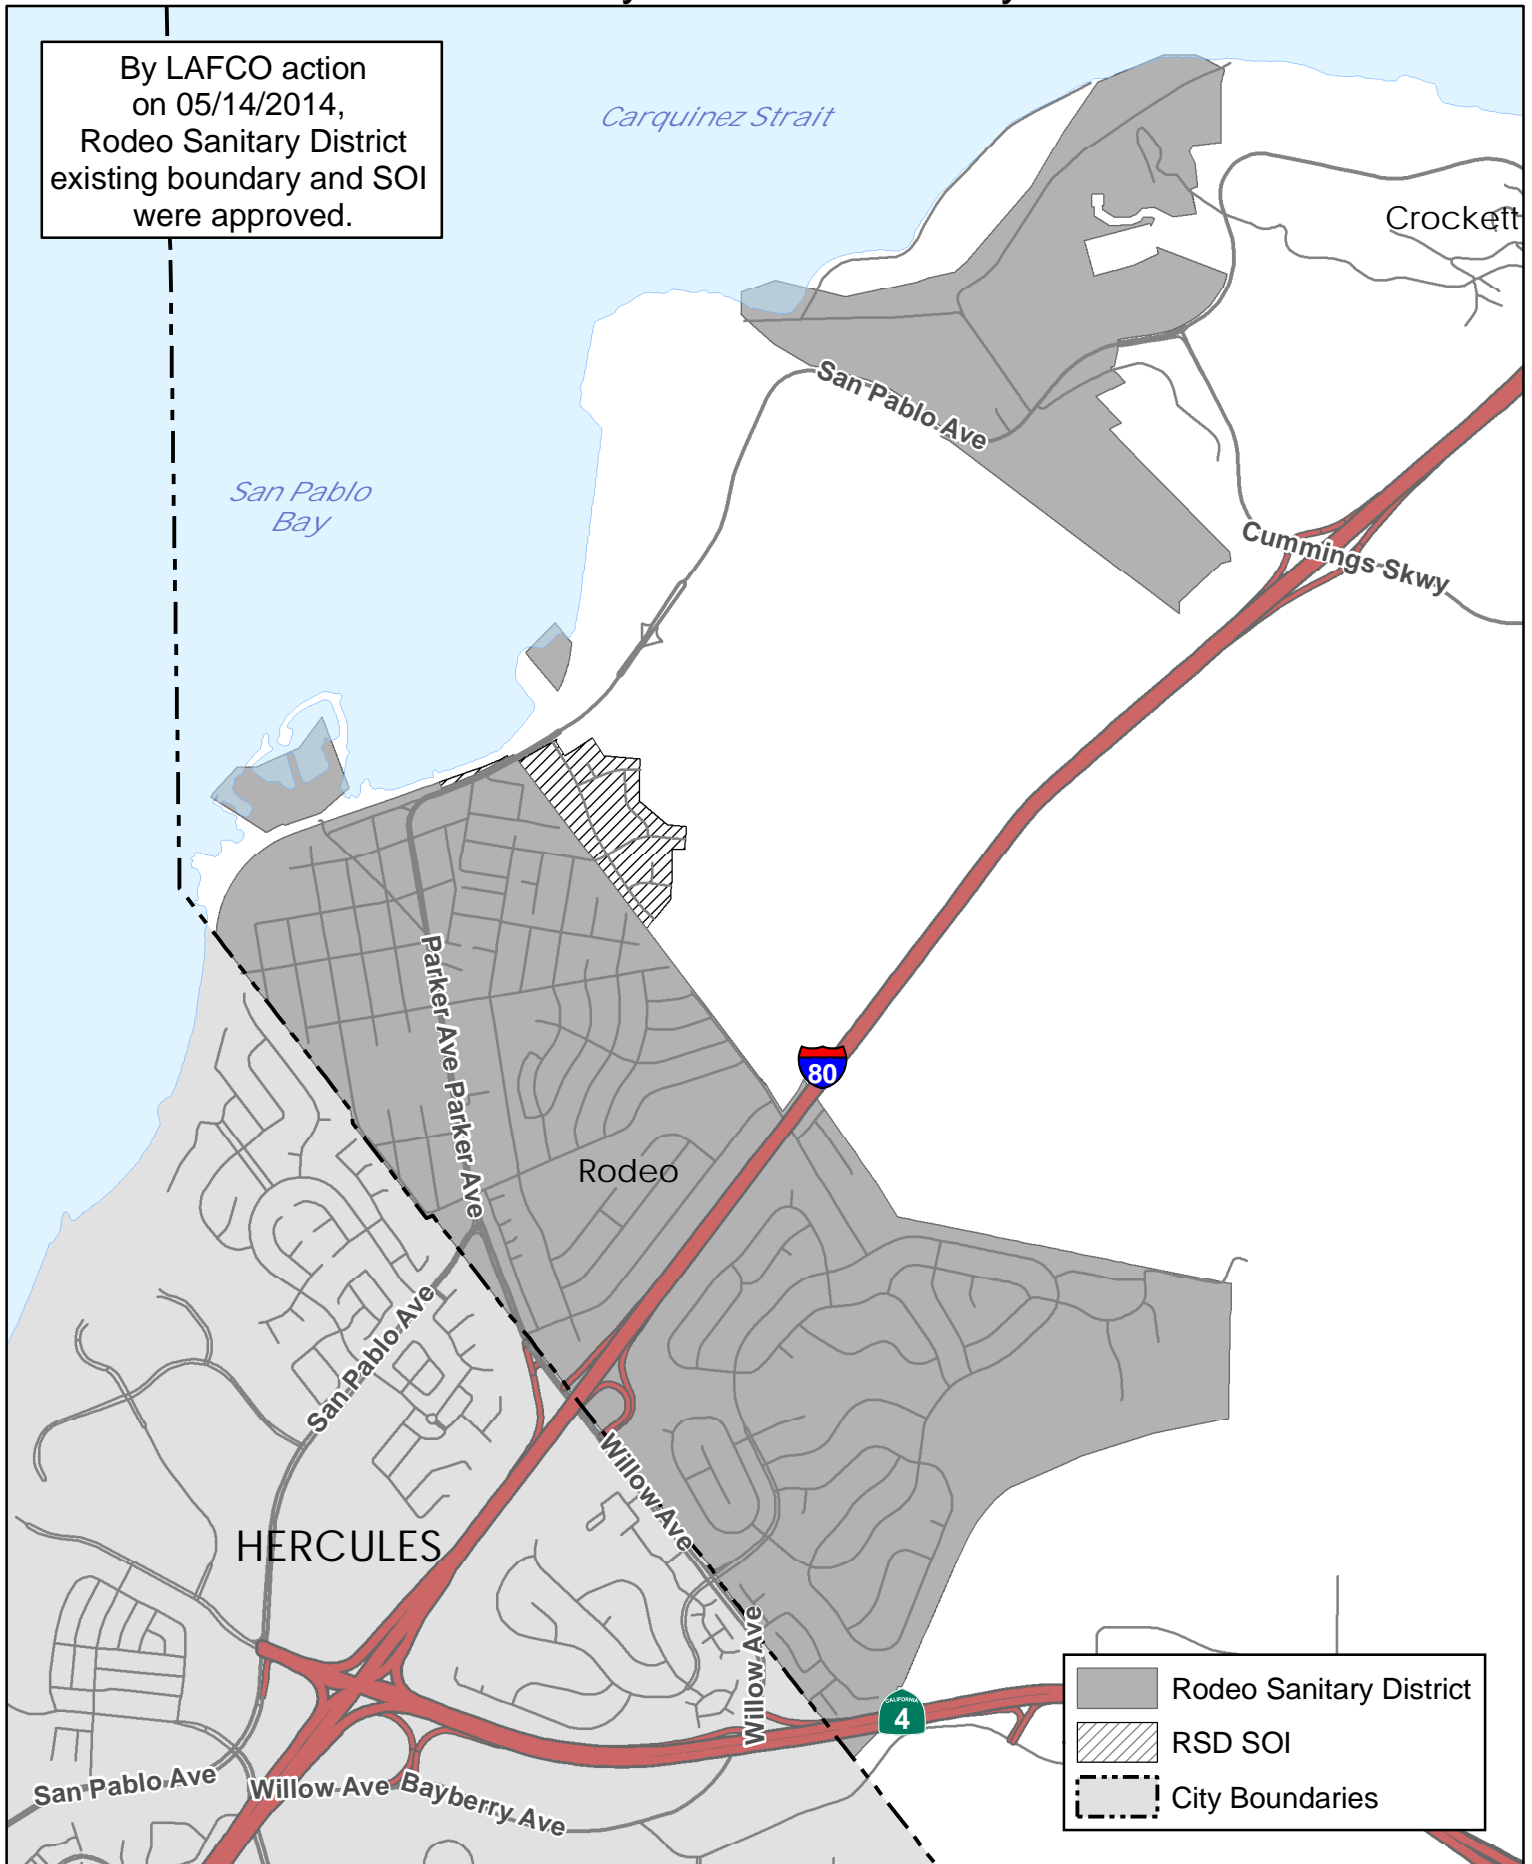 By LAFCO action
on 05/14/2014,
Rodeo Sanitary District
existing boundary and SOI
were approved.
Carquinez Strait
Crockett
San Pablo Ave
San Pablo
Bay
Cummings Skwy
80
Parker Ave
Parker Ave
Rodeo
San Pablo Ave
Willow Ave
HERCULES
Willow Ave
CALIFORNIA
4
San Pablo Ave
Willow Ave
Bayberry Ave
Rodeo Sanitary District
RSD SOI
City Boundaries